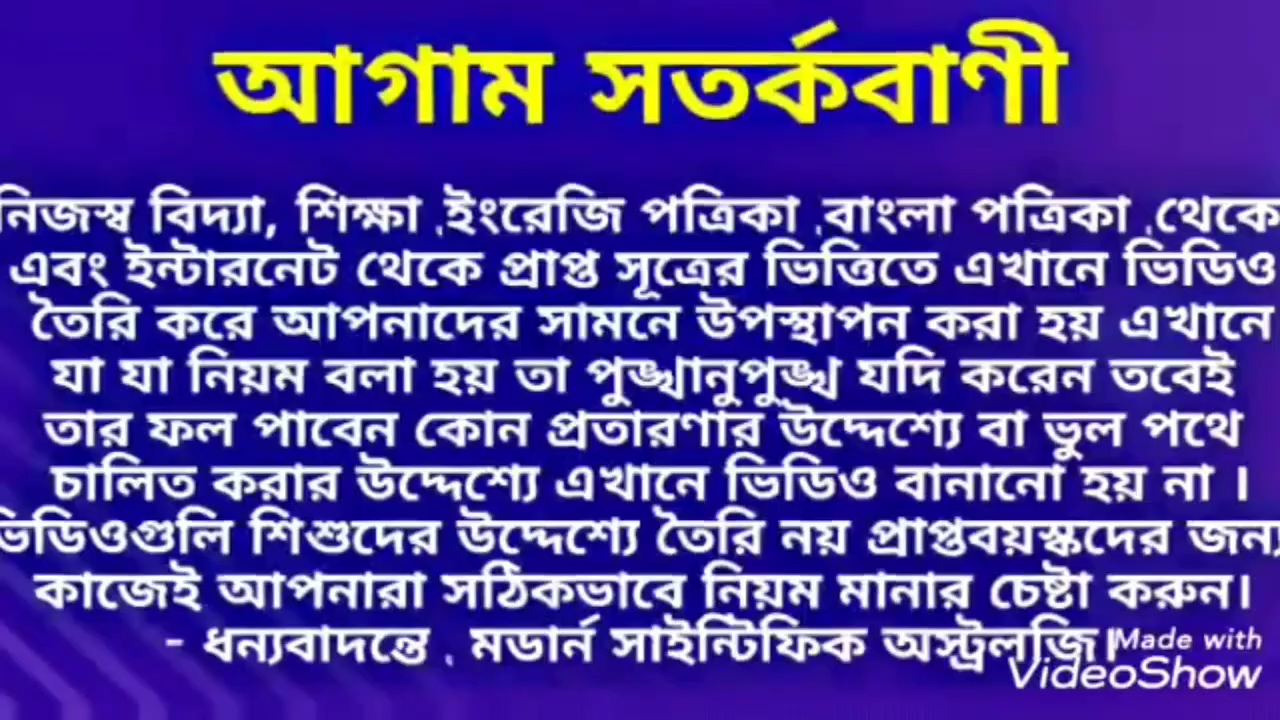 আগাম সতর্কবাণী
নিজস্ব বিদ্যা, শিক্ষা ,ইংরেজি পত্রিকা ,বাংলা পত্রিকা ,থেকে
এবং ইন্টারনেট থেকে প্রাপ্ত সূত্রের ভিত্তিতে এখানে ভিডিও
তৈরি করে আপনাদের সামনে উপস্থাপন করা হয় এখানে
যা যা নিয়ম বলা হয় তা পুঙ্খানুপুঙ্খ যদি করেন তবেই
তার ফল পাবেন কোন প্রতারণার উদ্দেশ্যে বা ভুল পথে
চালিত করার উদ্দেশ্যে এখানে ভিডিও বানানো হয় না ।
ভিডিওগুলি শিশুদের উদ্দেশ্যে তৈরি নয় প্রাপ্তবয়স্কদের জন্য
কাজেই আপনারা সঠিকভাবে নিয়ম মানার চেষ্টা করুন।
- ধন্যবাদন্তে , মডার্ন সাইন্টিফিক অস্ট্রলজি।
Made with
VideoShow